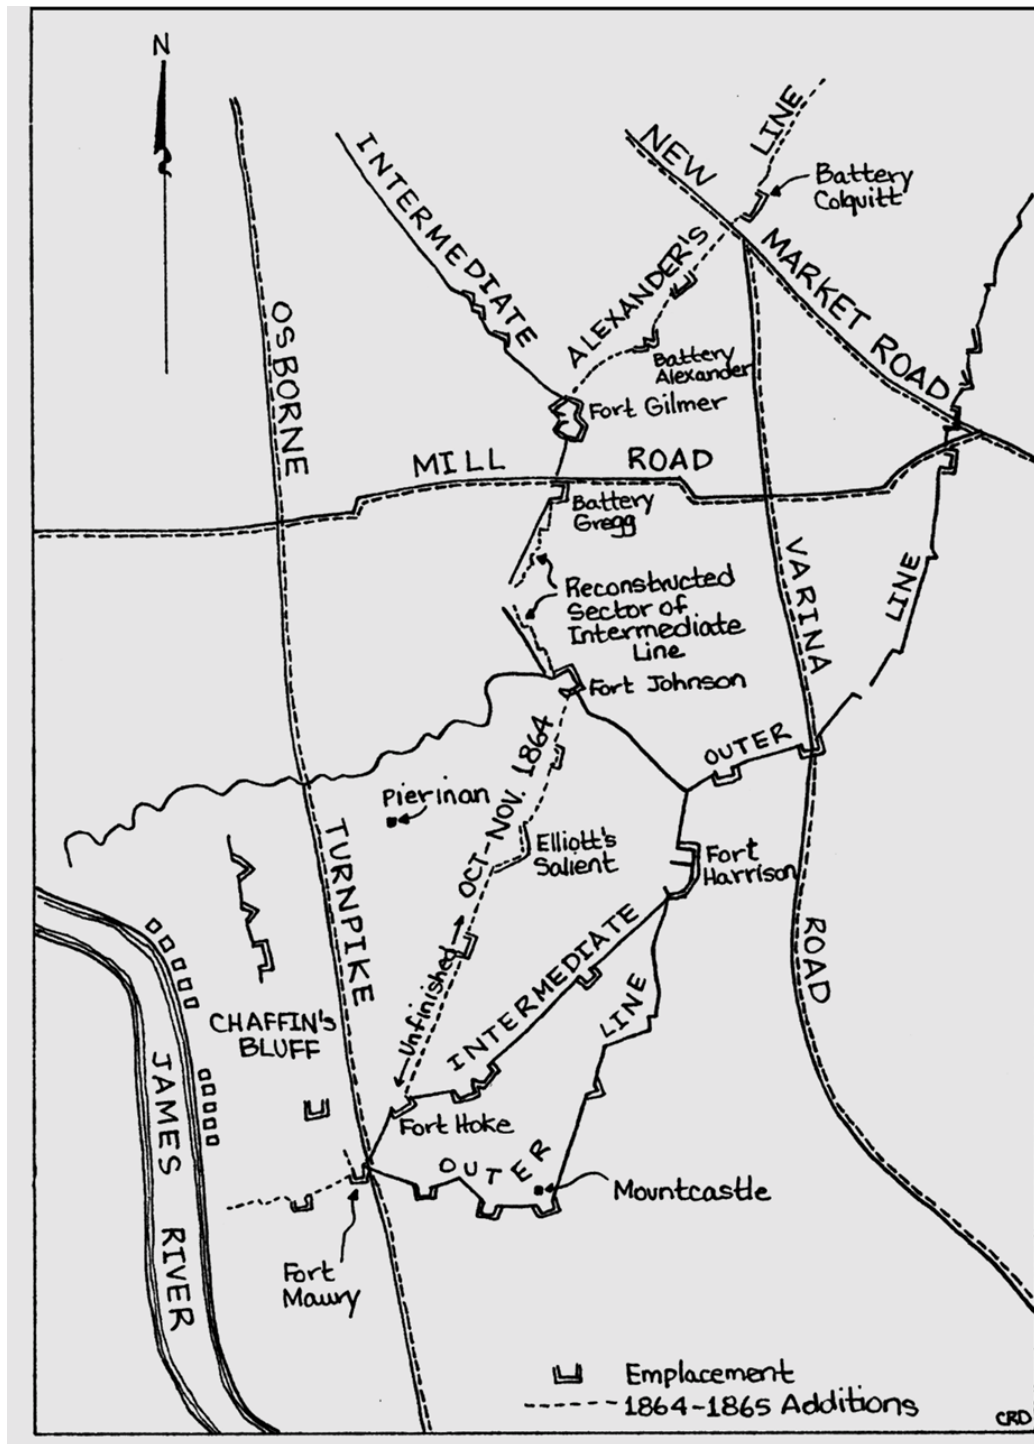 N
INTERMEDIATE
LINE
NEW
MARKET ROAD
Battery
Colquitt
ALEXANDER'S
OSBORNE
TURNPIKE
Battery
Alexander
Fort Gilmer
MILL ROAD
Battery
Gregg
Reconstructed
Sector of
Intermediate
Line
VARINA
ROAD
LINE
Fort Johnson
OUTER
OCT-NOV. 1864
Pierinan
Elliott's
Salient
Fort
Harrison
Unfinished
INTERMEDIATE
LINE
CHAFFIN's
BLUFF
JAMES
RIVER
Fort Hoke
OUTER
Mountcastle
Fort
Maury
Emplacement
1864-1865 Additions
CRD